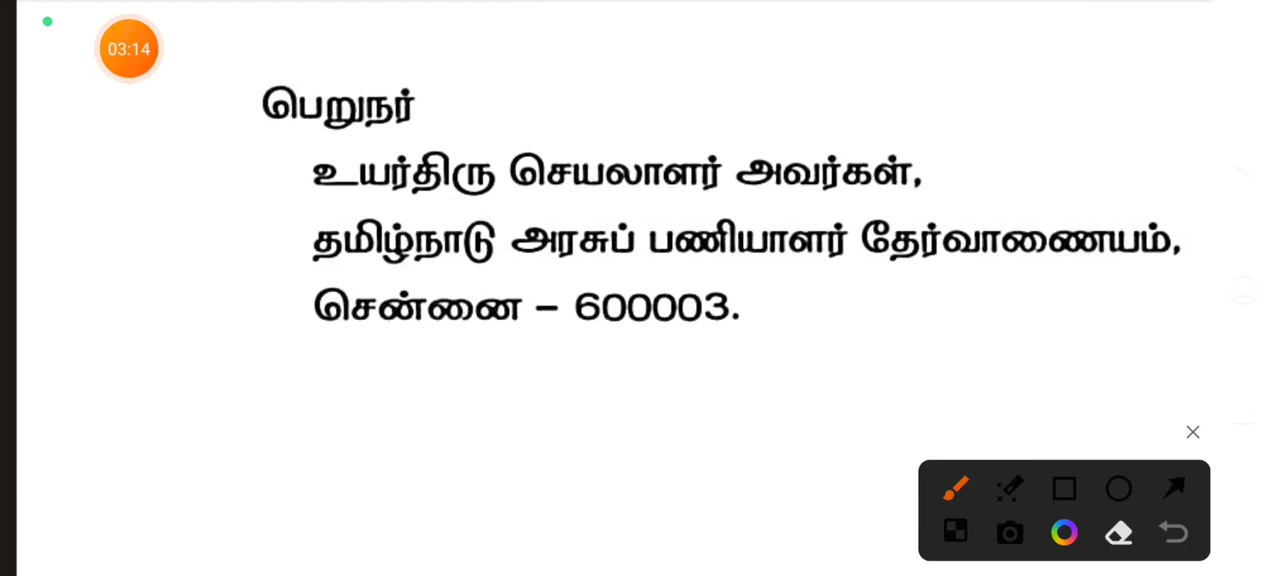 03:14
பெறுநர்
உயர்திரு செயலாளர் அவர்கள்,
தமிழ்நாடு அரசுப் பணியாளர் தேர்வாணையம்,
சென்னை – 600003.